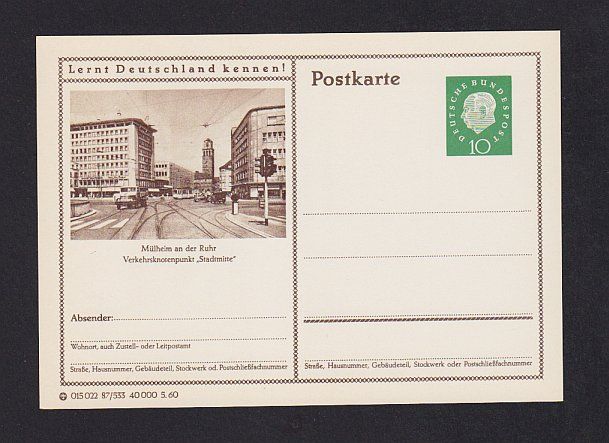 Lernt Deutschland kennen!
Mülheim an der Ruhr
Verkehrsknotenpunkt „Stadtmitte"
Absender:
Wohnort, auch Zustell- oder Leitpostamt
Straße, Hausnummer, Gebäudeteil, Stockwerk od. Postschließfachnummer
015 022 87/533 40 000 5. 60
Postkarte
DEUTSCHE BUNDESPOST
10
Straße, Hausnummer, Gebäudeteil, Stockwerk oder Postschließfachnummer